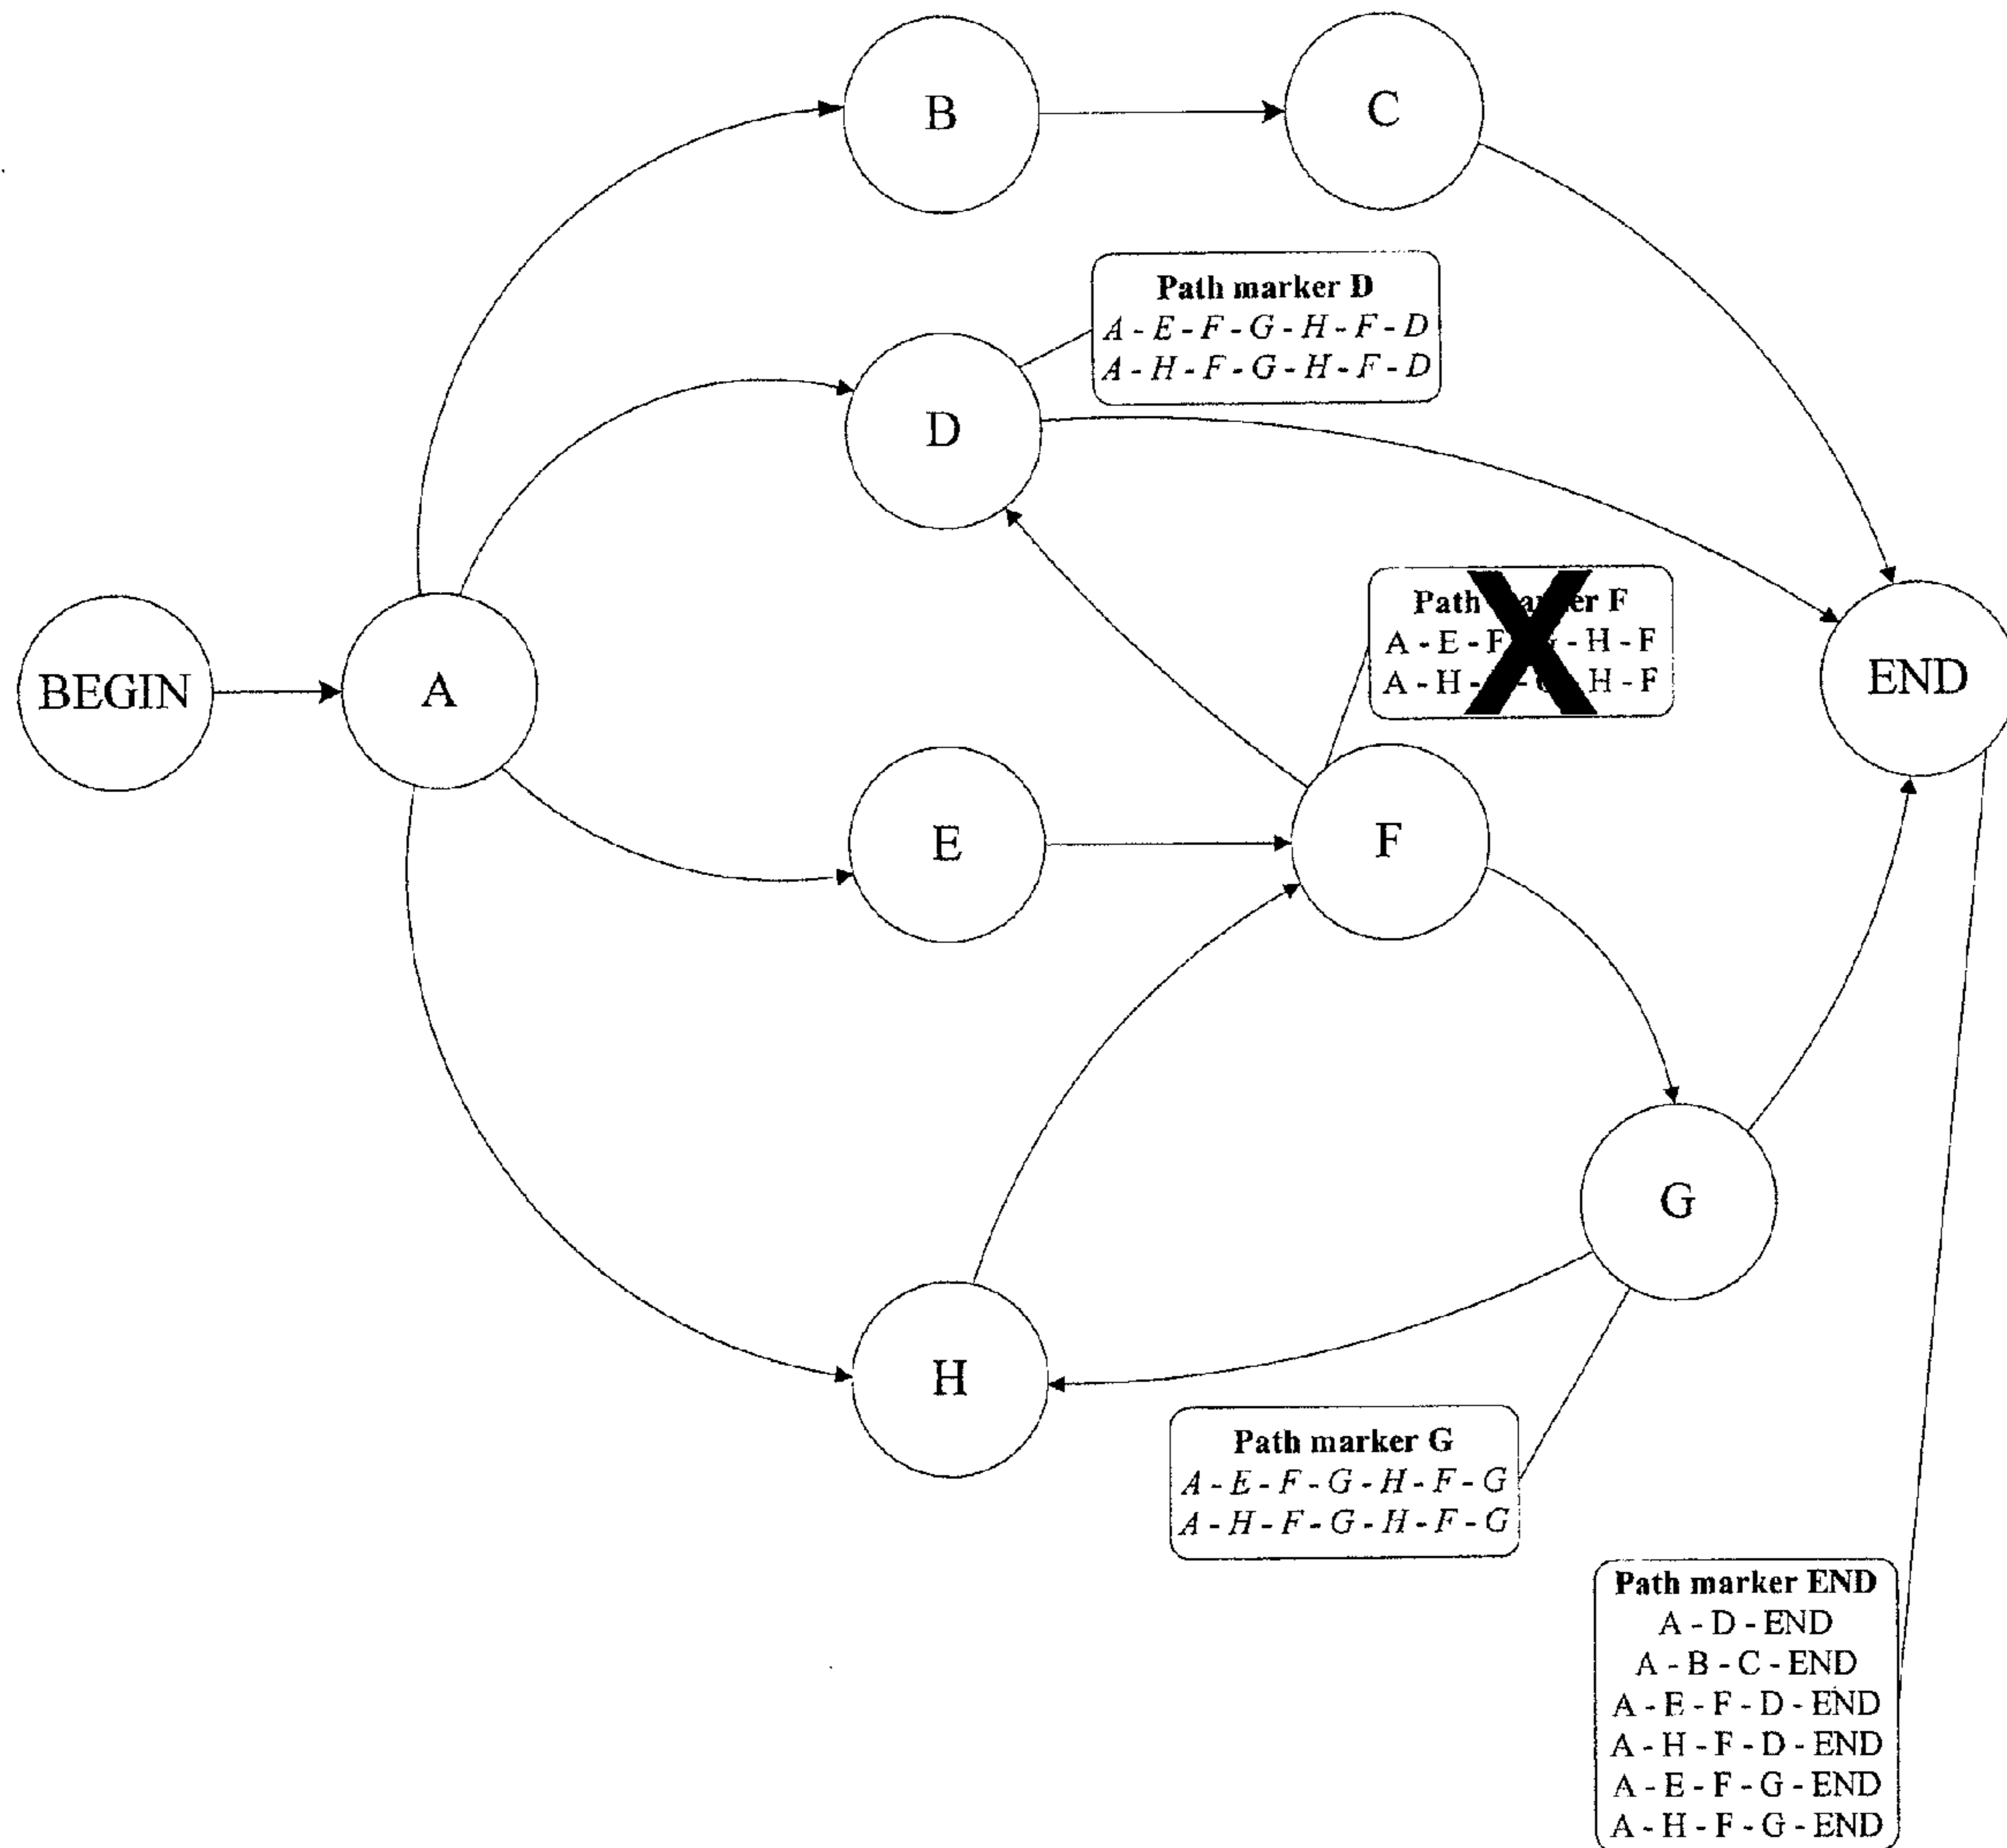 B
C
Path marker D
A - E - F - G - H - F - D
A - H - F - G - H - F - D
D
Path er F
A - E - F - H - F
A - H - H - F
BEGIN
A
END
E
F
G
H
Path marker G
A - E - F - G - H - F - G
A - H - F - G - H - F - G
Path marker END
A - D - END
A - B - C - END
A - E - F - D - END
A - H - F - D - END
A - E - F - G - END
A - H - F - G - END